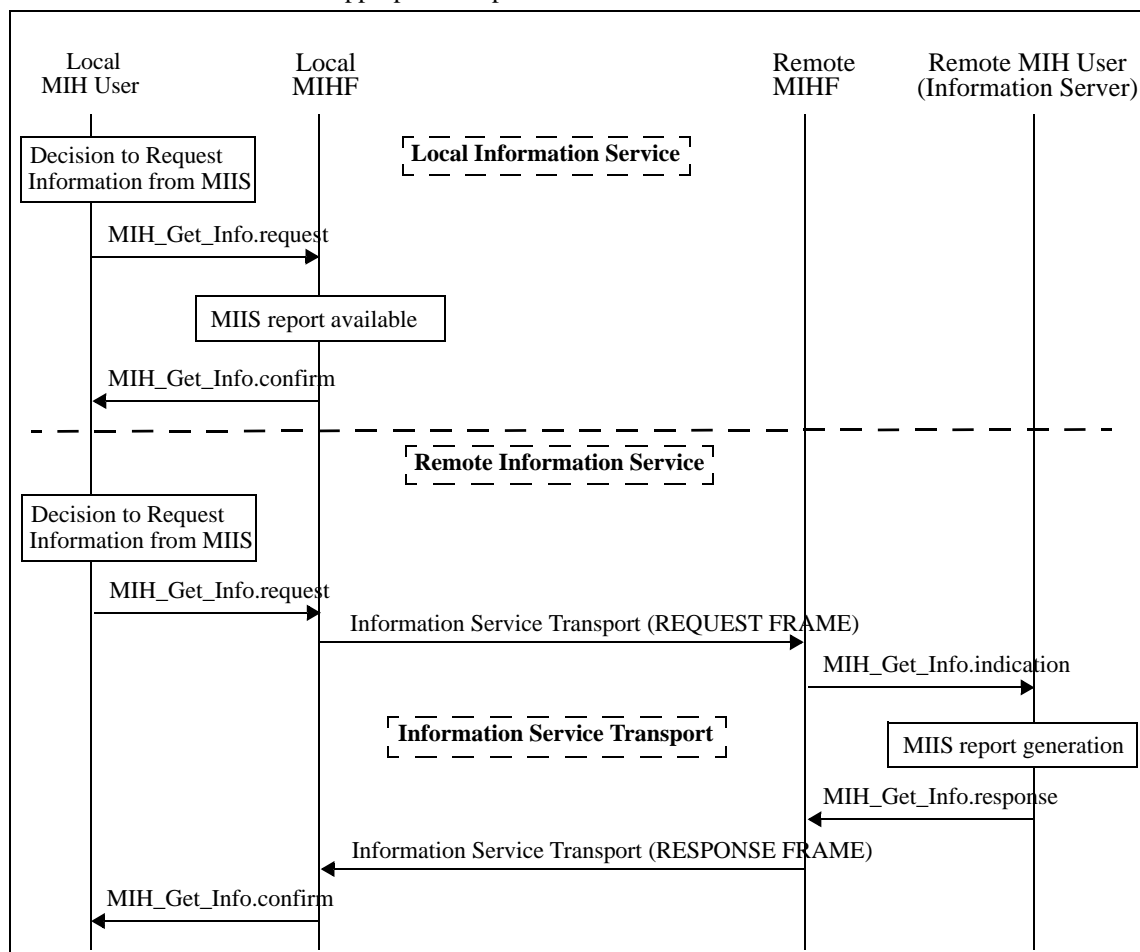 Local
MIH User
Local
MIHF
Remote
MIHF
Remote MIH User
(Information Server)
Decision to Request
Information from MIIS
Local Information Service
MIH_Get_Info.request
MIIS report available
MIH_Get_Info.confirm
Remote Information Service
Decision to Request
Information from MIIS
MIH_Get_Info.request
Information Service Transport (REQUEST FRAME)
MIH_Get_Info.indication
Information Service Transport
MIIS report generation
MIH_Get_Info.response
Information Service Transport (RESPONSE FRAME)
MIH_Get_Info.confirm